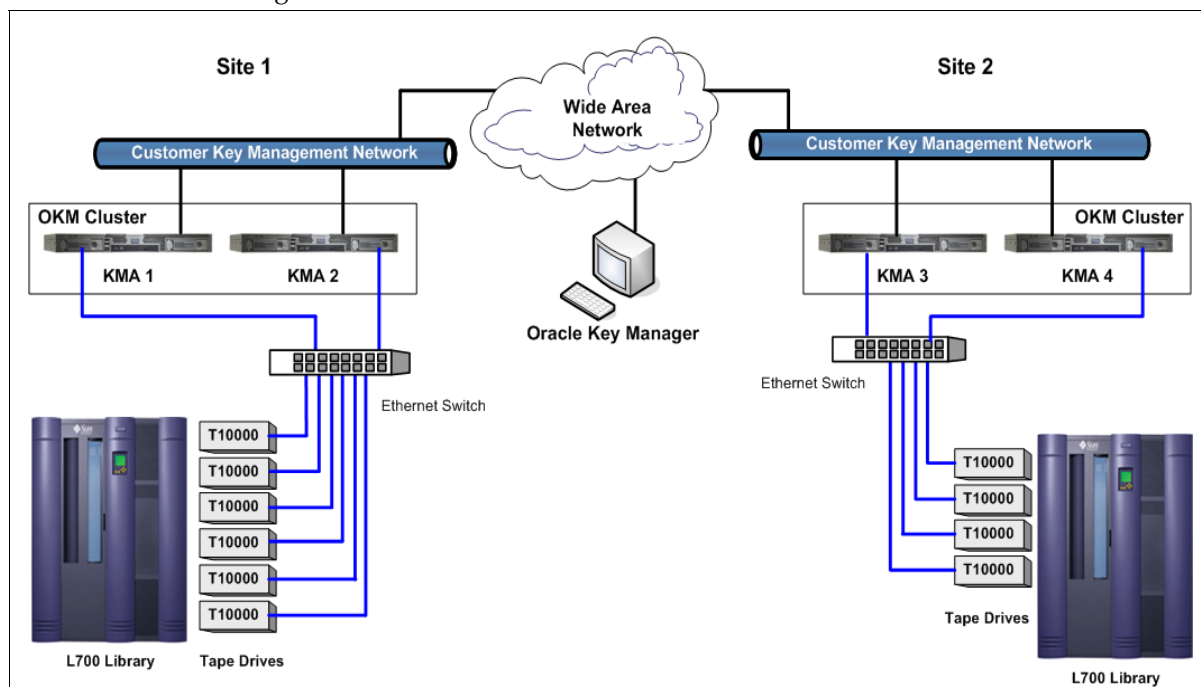 Site 1
Site 2
Wide Area
Network
Customer Key Management Network
Customer Key Management Network
OKM Cluster
OKM Cluster
KMA 1
KMA 2
KMA 3
KMA 4
Oracle Key Manager
Ethernet Switch
Ethernet Switch
T10000
T10000
T10000
T10000
T10000
T10000
T10000
T10000
T10000
T10000
Sun
L700 Library
Tape Drives
Tape Drives
L700 Library